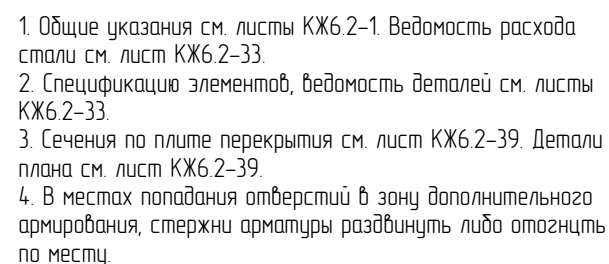 1. Общие указания см. листы КЖ6.2–1. Ведомость расхода
стали см. лист КЖ6.2–33.
2. Спецификацию элементов, ведомость деталей см. листы
КЖ6.2–33.
3. Сечения по плите перекрытия см. лист КЖ6.2–39. Детали
плана см. лист КЖ6.2–39.
4. В местах попадания отверстий в зону дополнительного
армирования, стержни арматуры раздвинуть либо отогнуть
по месту.